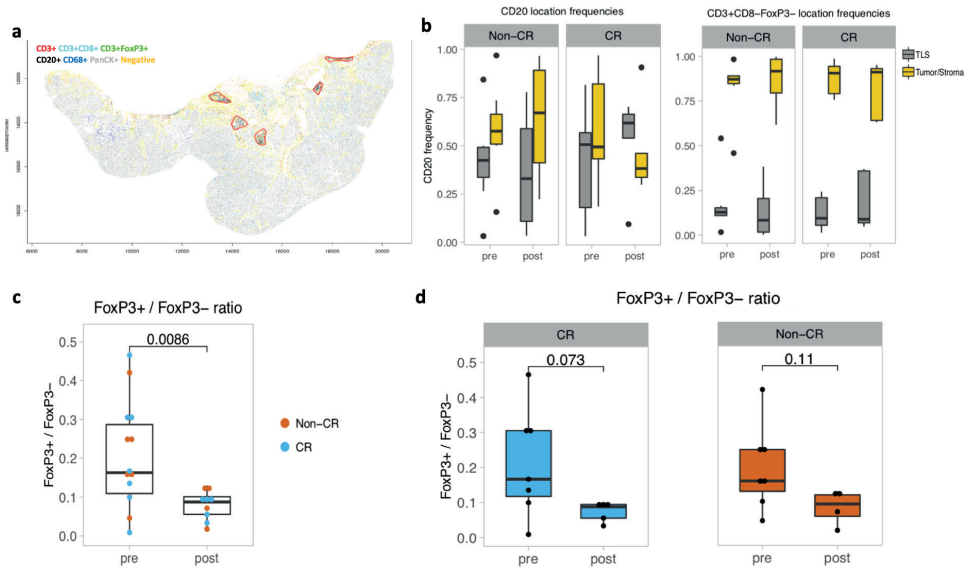 a
CD3+ CD3+CD8+ CD3+FoxP3+
CD20+ CD68+ PanCK+ Negative
6000 8000 10000 12000 14000 16000 18000 20000
b
CD20 location frequencies
Non−CR CR
CD20 frequency
1.00
0.75
0.50
0.25
0.00
pre post pre post
CD3+CD8−FoxP3− location frequencies
Non−CR CR
1.00
0.75
0.50
0.25
0.00
pre post pre post
TLS
Tumor/Stroma
c
FoxP3+ / FoxP3− ratio
FoxP3+ / FoxP3−
0.5
0.4
0.3
0.2
0.1
0.0
0.0086
pre post
Non−CR
CR
d
FoxP3+ / FoxP3− ratio
CR Non−CR
FoxP3+ / FoxP3−
0.5
0.4
0.3
0.2
0.1
0.0
0.073 0.11
pre post pre post